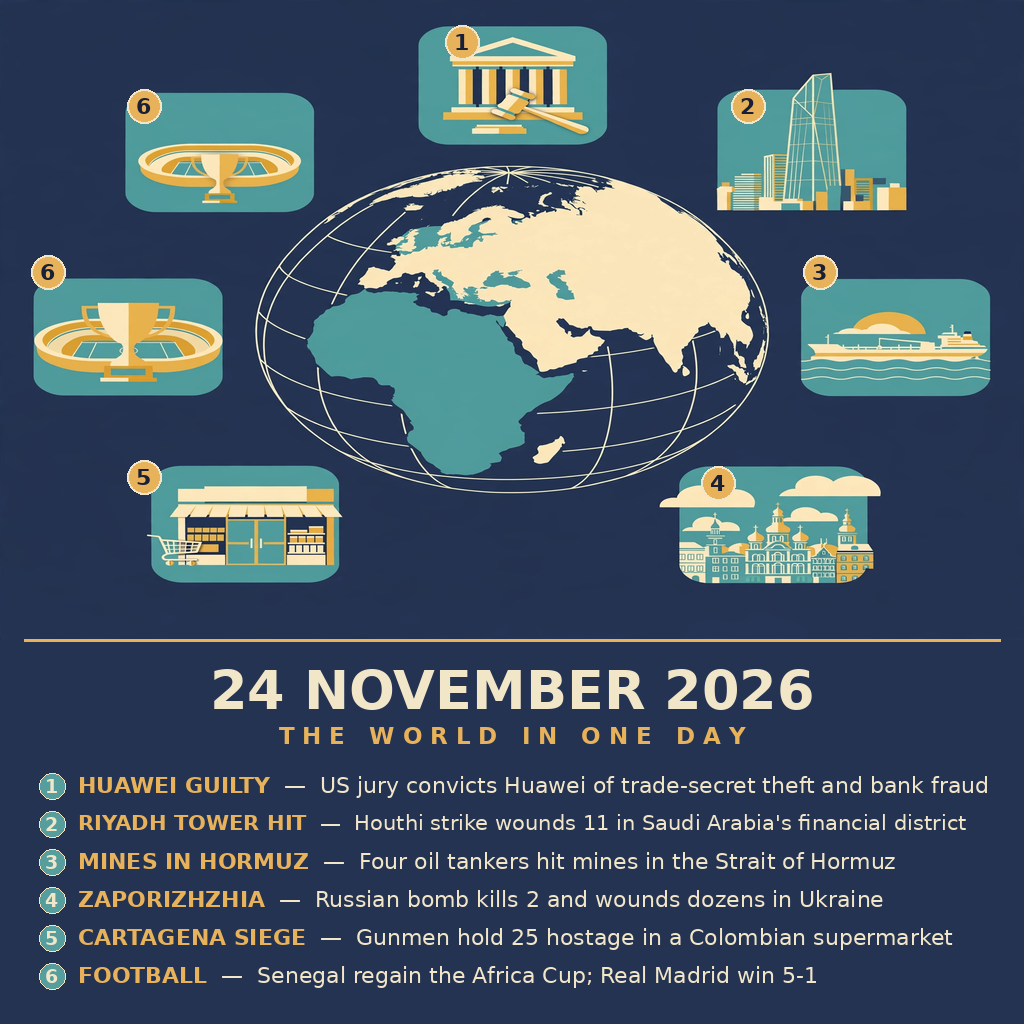 1
6
2
6
3
5
4
24 NOVEMBER 2026
THE WORLD IN ONE DAY
1 HUAWEI GUILTY — US jury convicts Huawei of trade-secret theft and bank fraud
2 RIYADH TOWER HIT — Houthi strike wounds 11 in Saudi Arabia's financial district
3 MINES IN HORMUZ — Four oil tankers hit mines in the Strait of Hormuz
4 ZAPORIZHZHIA — Russian bomb kills 2 and wounds dozens in Ukraine
5 CARTAGENA SIEGE — Gunmen hold 25 hostage in a Colombian supermarket
6 FOOTBALL — Senegal regain the Africa Cup; Real Madrid win 5-1